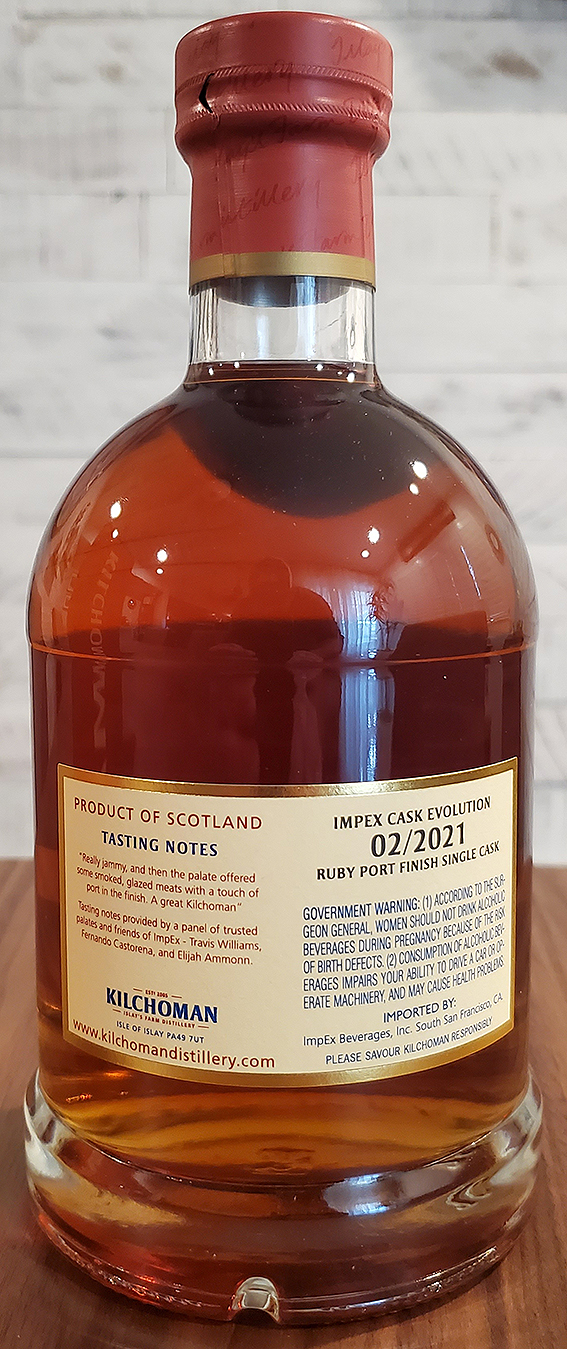 Islay
PRODUCT OF SCOTLAND
TASTING NOTES
"Really jammy, and then the palate offered
some smoked, glazed meats with a touch of
port in the finish. A great Kilchoman"
Tasting notes provided by a panel of trusted
palates and friends of ImpEx - Travis Williams,
Fernando Castorena, and Elijah Ammonn.
EST 2005
KILCHOMAN
ISLAY'S FARM DISTILLERY
ISLE OF ISLAY PA49 7UT
www.kilchomandistillery.com
IMPEX CASK EVOLUTION
02/2021
RUBY PORT FINISH SINGLE CASK
GOVERNMENT WARNING: (1) ACCORDING TO THE SUR-
GEON GENERAL, WOMEN SHOULD NOT DRINK ALCOHOLIC
BEVERAGES DURING PREGNANCY BECAUSE OF THE RISK
OF BIRTH DEFECTS. (2) CONSUMPTION OF ALCOHOLIC BEV-
ERAGES IMPAIRS YOUR ABILITY TO DRIVE A CAR OR OP-
ERATE MACHINERY, AND MAY CAUSE HEALTH PROBLEMS.
IMPORTED BY:
ImpEx Beverages, Inc. South San Francisco, CA.
PLEASE SAVOUR KILCHOMAN RESPONSIBLY